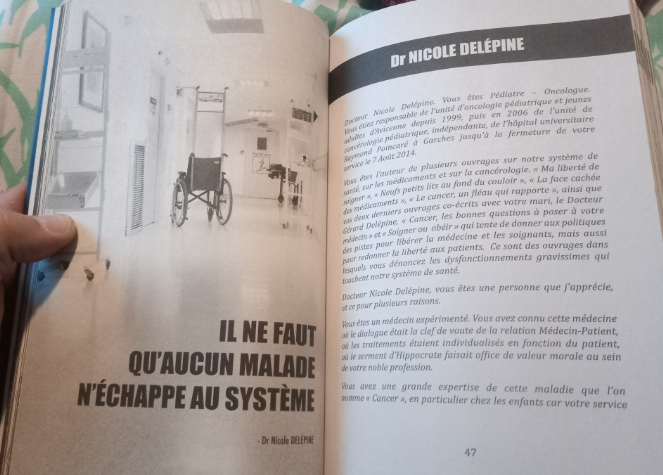 IL NE FAUT
QU'AUCUN MALADE
N'ÉCHAPPE AU SYSTÈME
- Dr Nicole DELÉPINE
Dr NICOLE DELÉPINE
Docteur Nicole Delépine, Vous êtes Pédiatre – Oncologue.
Vous étiez responsable de l'unité d'oncologie pédiatrique et jeunes
adultes d'Avicenne depuis 1999, puis en 2006 de l'unité de
cancérologie pédiatrique, indépendante, de l'hôpital universitaire
Raymond Poincaré à Garches jusqu'à la fermeture de votre
service le 7 Août 2014.
Vous êtes l'auteur de plusieurs ouvrages sur notre système de
santé, sur les médicaments et sur la cancérologie. « Ma liberté de
soigner », « Neufs petits lits au fond du couloir », « La face cachée
des médicaments », « Le cancer, un fléau qui rapporte », ainsi que
vos deux derniers ouvrages co-écrits avec votre mari, le Docteur
Gérard Delépine, « Cancer, les bonnes questions à poser à votre
médecin » et « Soigner ou obéir » qui tente de donner aux politiques
des pistes pour libérer la médecine et les soignants, mais aussi
pour redonner la liberté aux patients. Ce sont des ouvrages dans
lesquels vous dénoncez les dysfonctionnements gravissimes qui
touchent notre système de santé.
Docteur Nicole Delépine, vous êtes une personne que j'apprécie,
et ce pour plusieurs raisons.
Vous êtes un médecin expérimenté. Vous avez connu cette médecine
où le dialogue était la clef de voute de la relation Médecin-Patient,
où les traitements étaient individualisés en fonction du patient,
où le serment d'Hippocrate faisait office de valeur morale au sein
de votre noble profession.
Vous avez une grande expertise de cette maladie que l'on
nomme « Cancer », en particulier chez les enfants car votre service
47